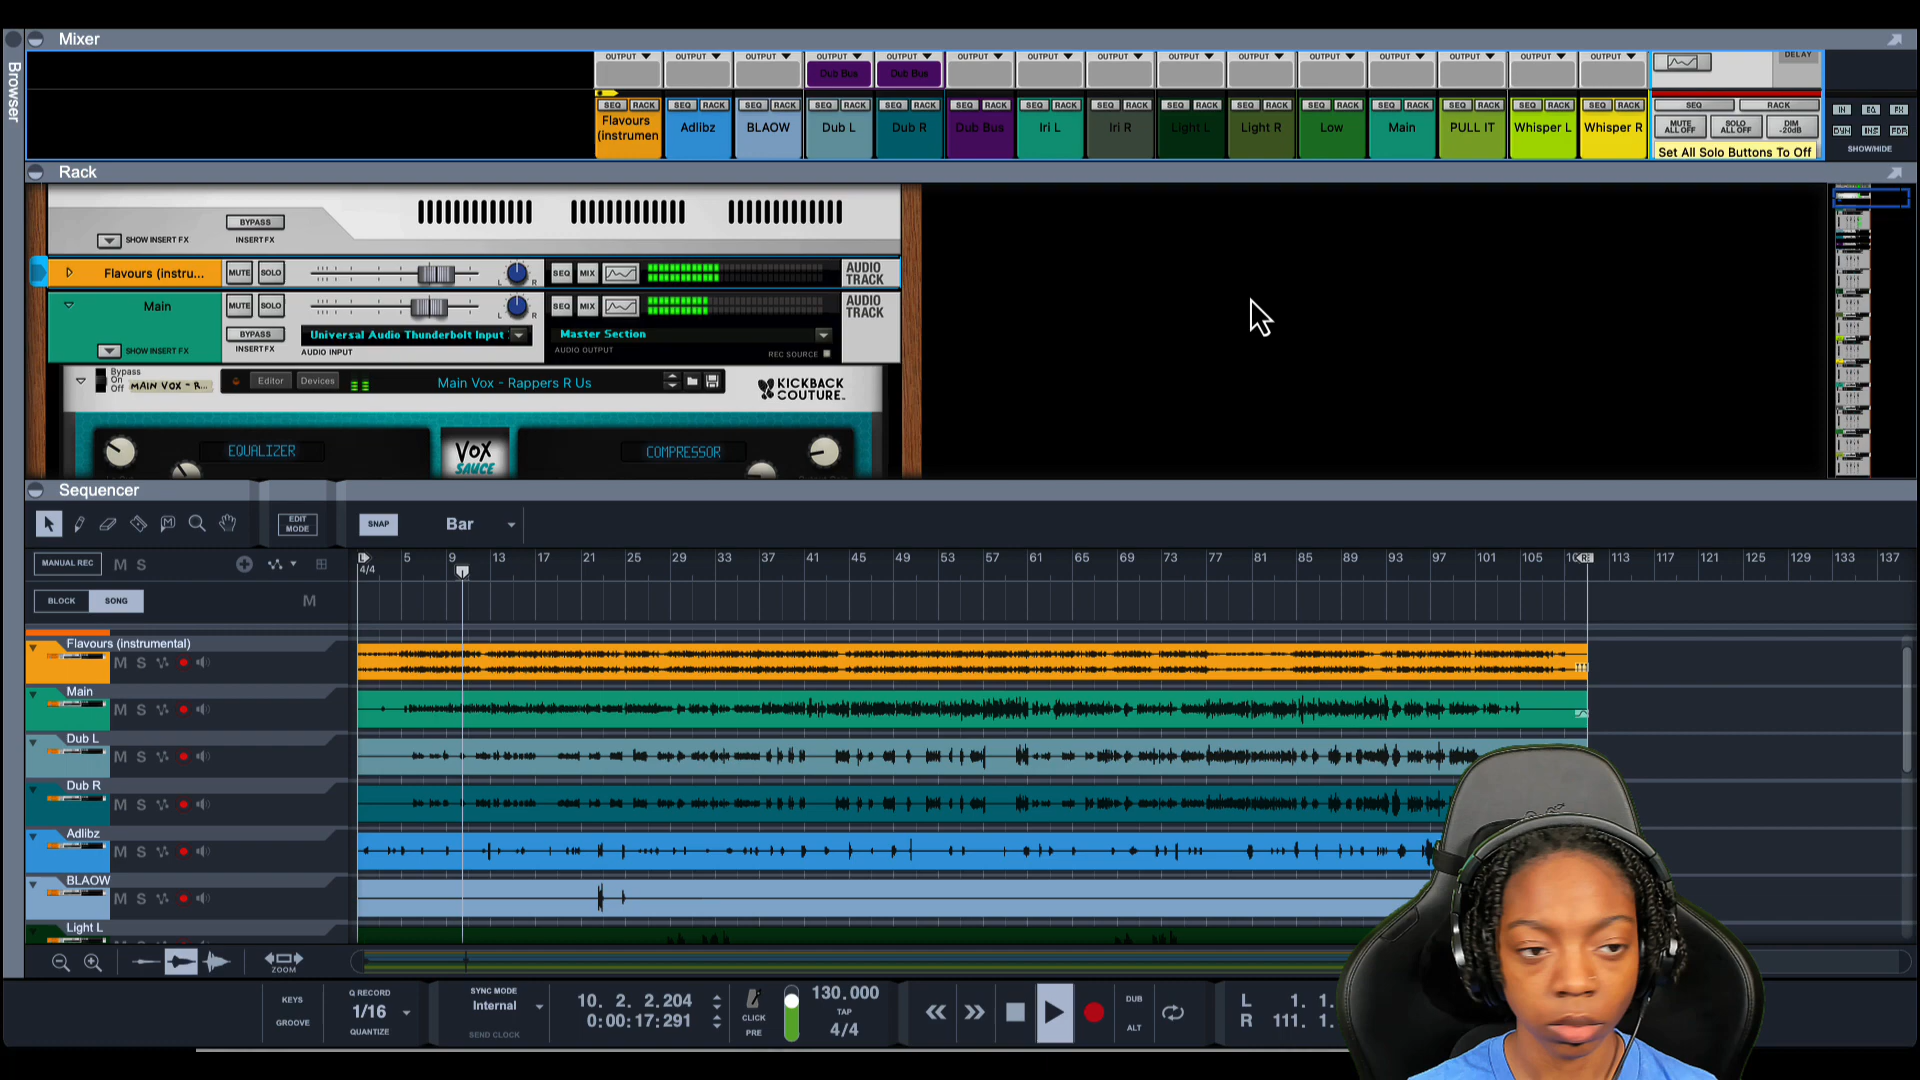 Browser
Mixer
OUTPUT OUTPUT OUTPUT OUTPUT OUTPUT OUTPUT OUTPUT OUTPUT OUTPUT OUTPUT OUTPUT OUTPUT OUTPUT OUTPUT OUTPUT
DELAY
Dub Bus Dub Bus
SEQ RACK SEQ RACK SEQ RACK SEQ RACK SEQ RACK SEQ RACK SEQ RACK SEQ RACK SEQ RACK SEQ RACK SEQ RACK SEQ RACK SEQ RACK SEQ RACK SEQ RACK SEQ RACK
Flavours (instrumen
Adlibz BLAOW Dub L Dub R Dub Bus Iri L Iri R Light L Light R Low Main PULL IT Whisper L Whisper R
MUTE ALL OFF
SOLO ALL OFF
DIM -20dB
Set All Solo Buttons To Off
IN EQ FX
DYN INS FDR
SHOW/HIDE
Rack
BYPASS
SHOW INSERT FX INSERT FX
Flavours (instru... MUTE SOLO L R SEQ MIX AUDIO TRACK
Main MUTE SOLO L R SEQ MIX AUDIO TRACK
BYPASS Universal Audio Thunderbolt Input Master Section
SHOW INSERT FX INSERT FX AUDIO INPUT AUDIO OUTPUT REC SOURCE
Bypass
On
Off
MAIN VOX - R...
Editor Devices Main Vox - Rappers R Us KICKBACK COUTURE
EQUALIZER VOX SAUCE COMPRESSOR
Sequencer
EDIT MODE SNAP Bar
MANUAL REC M S
5 9 13 17 21 25 29 33 37 41 45 49 53 57 61 65 69 73 77 81 85 89 93 97 101 105 113 117 121 125 129 133 137
4/4
BLOCK SONG M
Flavours (instrumental)
M S
Main
M S
Dub L
M S
Dub R
M S
Adlibz
M S
BLAOW
M S
Light L
ZOOM
KEYS
GROOVE
Q RECORD
1/16
QUANTIZE
SYNC MODE
Internal
SEND CLOCK
10. 2. 2.204
0:00:17:291
CLICK
PRE
130.000
TAP
4/4
DUB
ALT
L 1. 1.
R 111. 1.